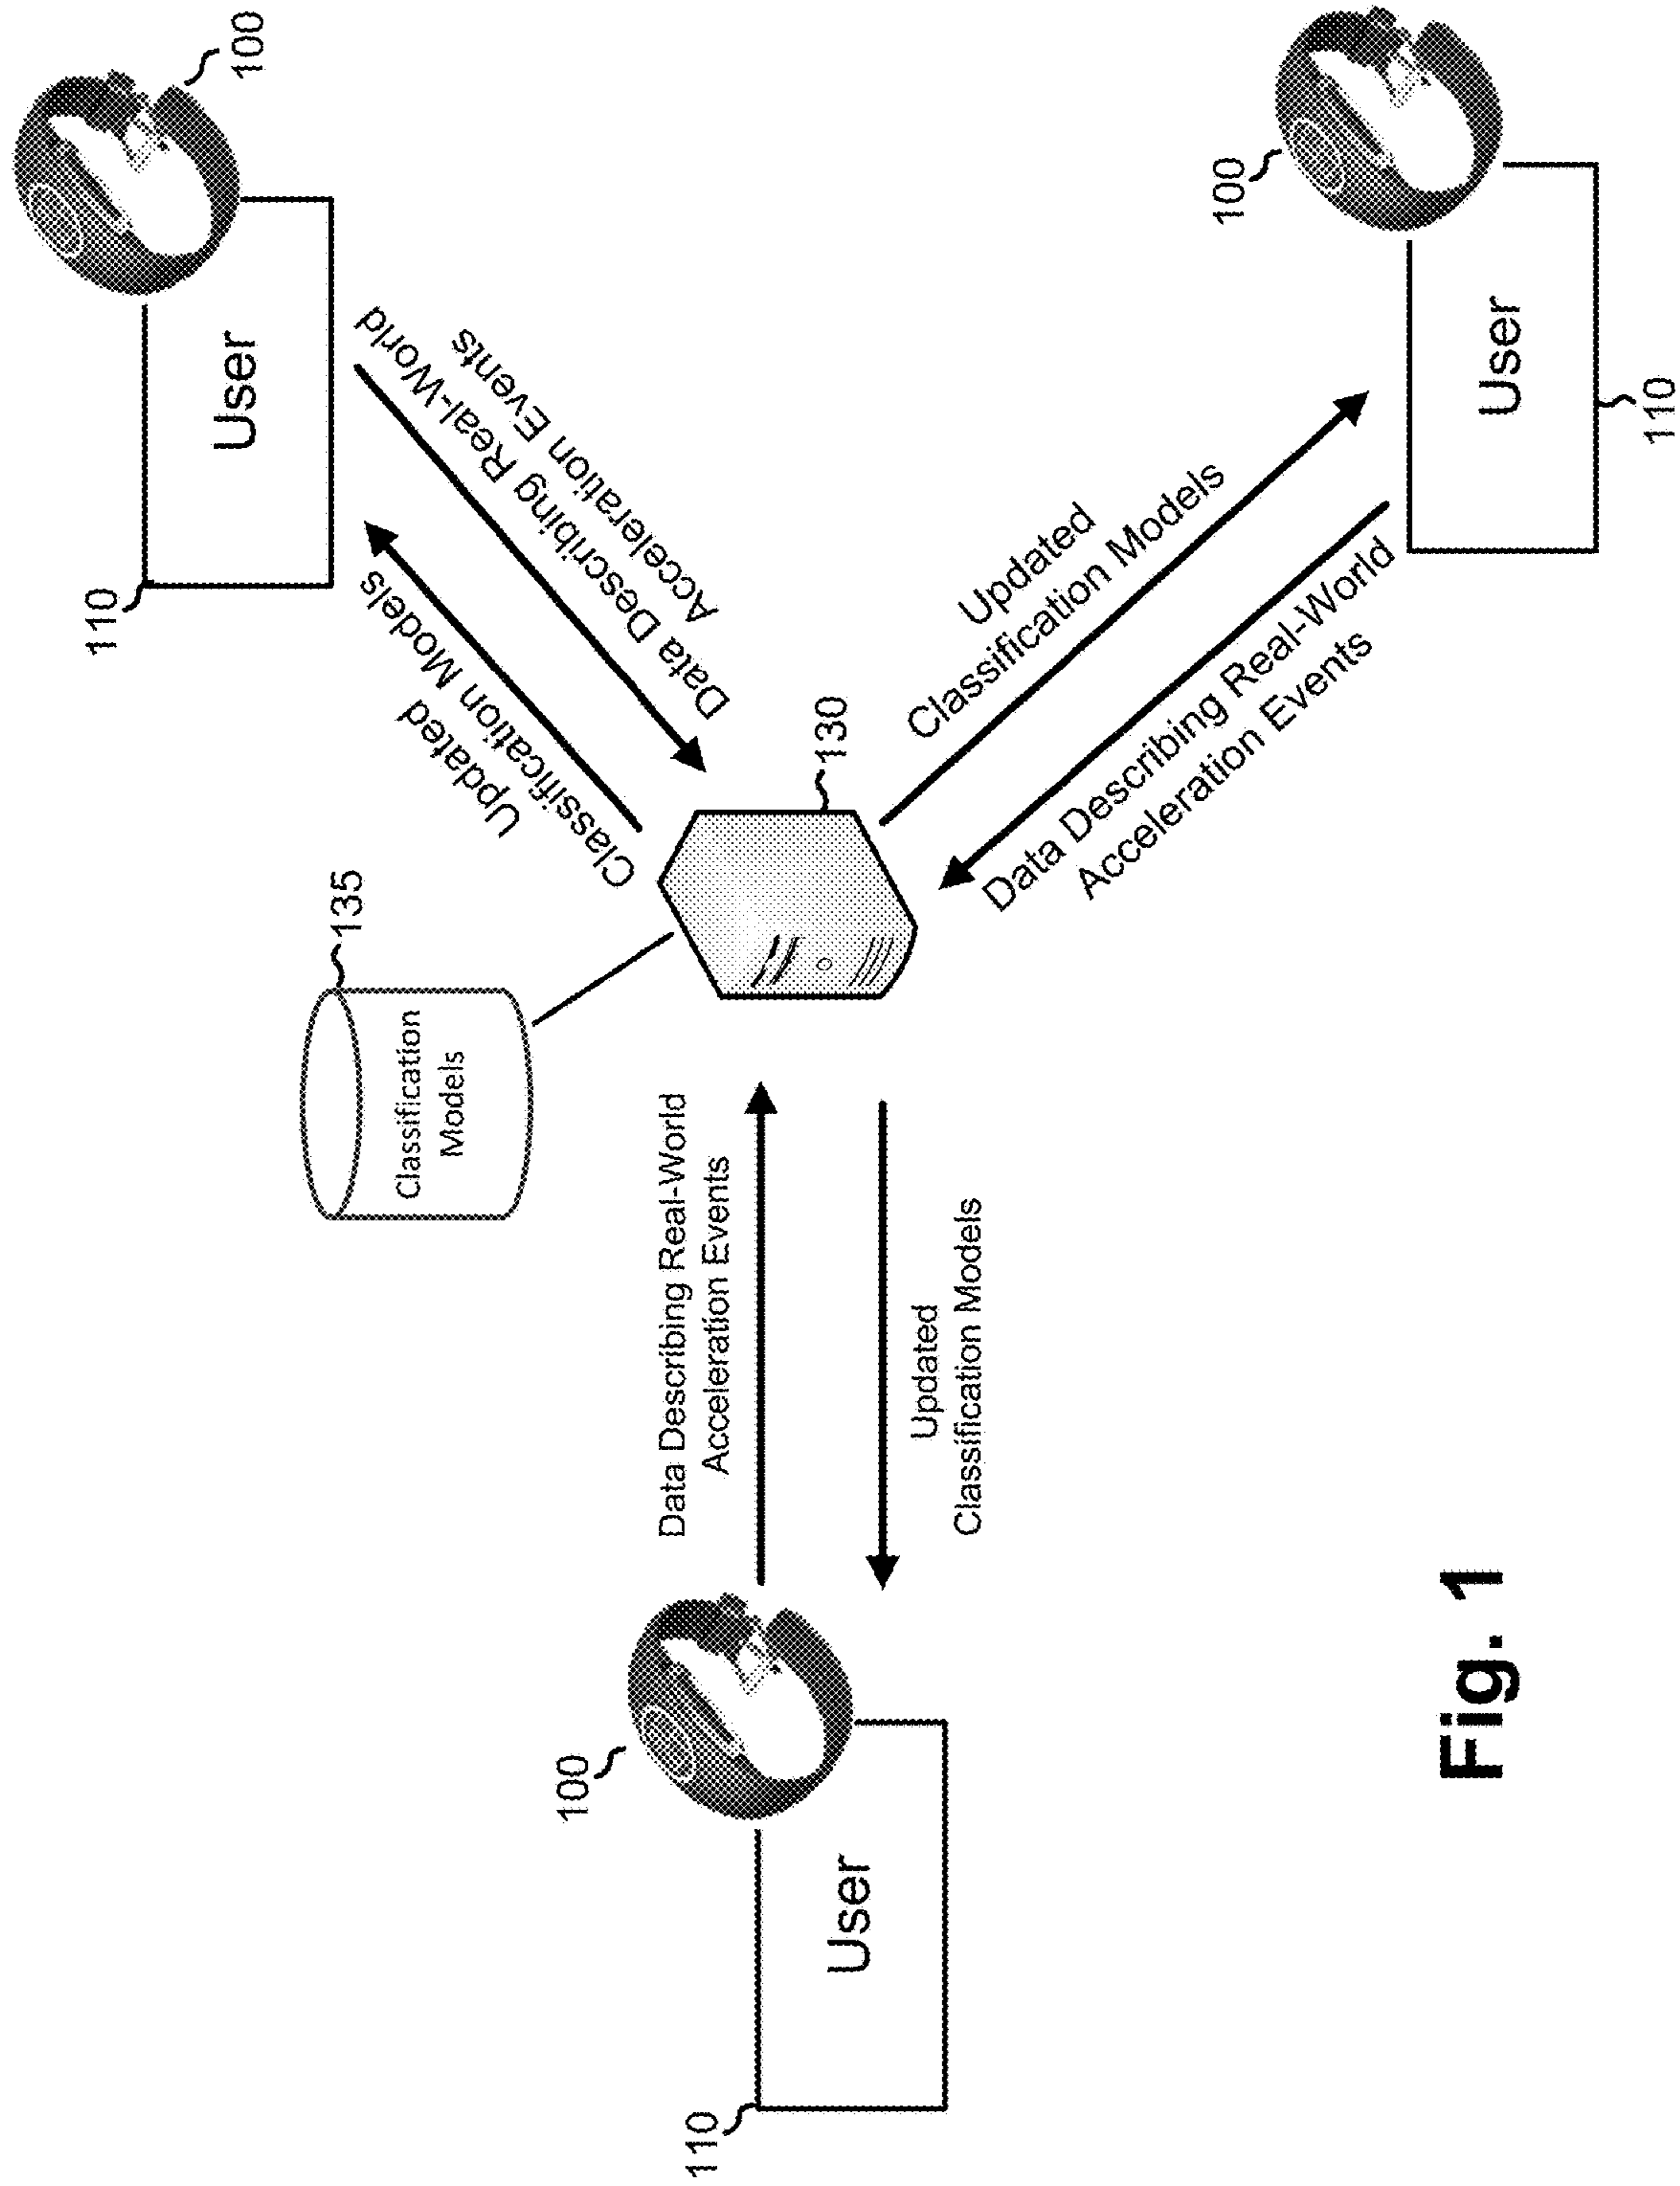 110
User
100
Updated
Classification Models
Data Describing Real-World
Acceleration Events
135
Classification
Models
130
100
110
User
Data Describing Real-World
Acceleration Events
Updated
Classification Models
Updated
Classification Models
Data Describing Real-World
Acceleration Events
100
User
110
Fig. 1